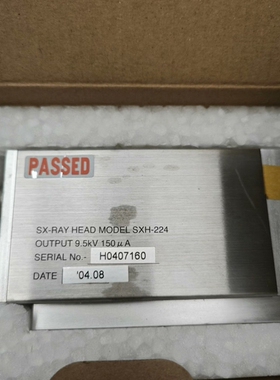 PASSED
SX-RAY HEAD MODEL SXH-224
OUTPUT 9.5kV 150μA
SERIAL No.- H0407160
DATE '04.08